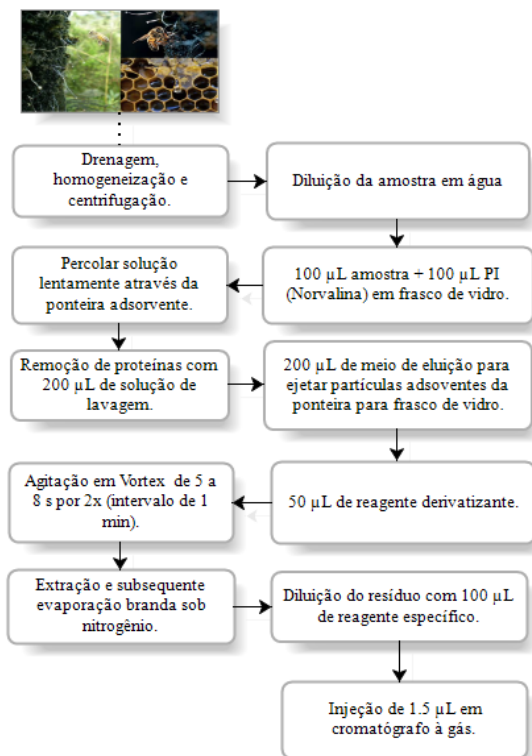 Drenagem,
homogeneização e
centrifugação.
Diluição da amostra em água
100 µL amostra + 100 µL PI
(Norvalina) em frasco de vidro.
Percolar solução
lentamente através da
ponteira adsorvente.
Remoção de proteínas com
200 µL de solução de
lavagem.
200 µL de meio de eluição para
ejetar partículas adsoventes da
ponteira para frasco de vidro.
50 µL de reagente derivatizante.
Agitação em Vortex de 5 a
8 s por 2x (intervalo de 1
min).
Extração e subsequente
evaporação branda sob
nitrogênio.
Diluição do resíduo com 100 µL
de reagente específico.
Injeção de 1.5 µL em
cromatógrafo à gás.